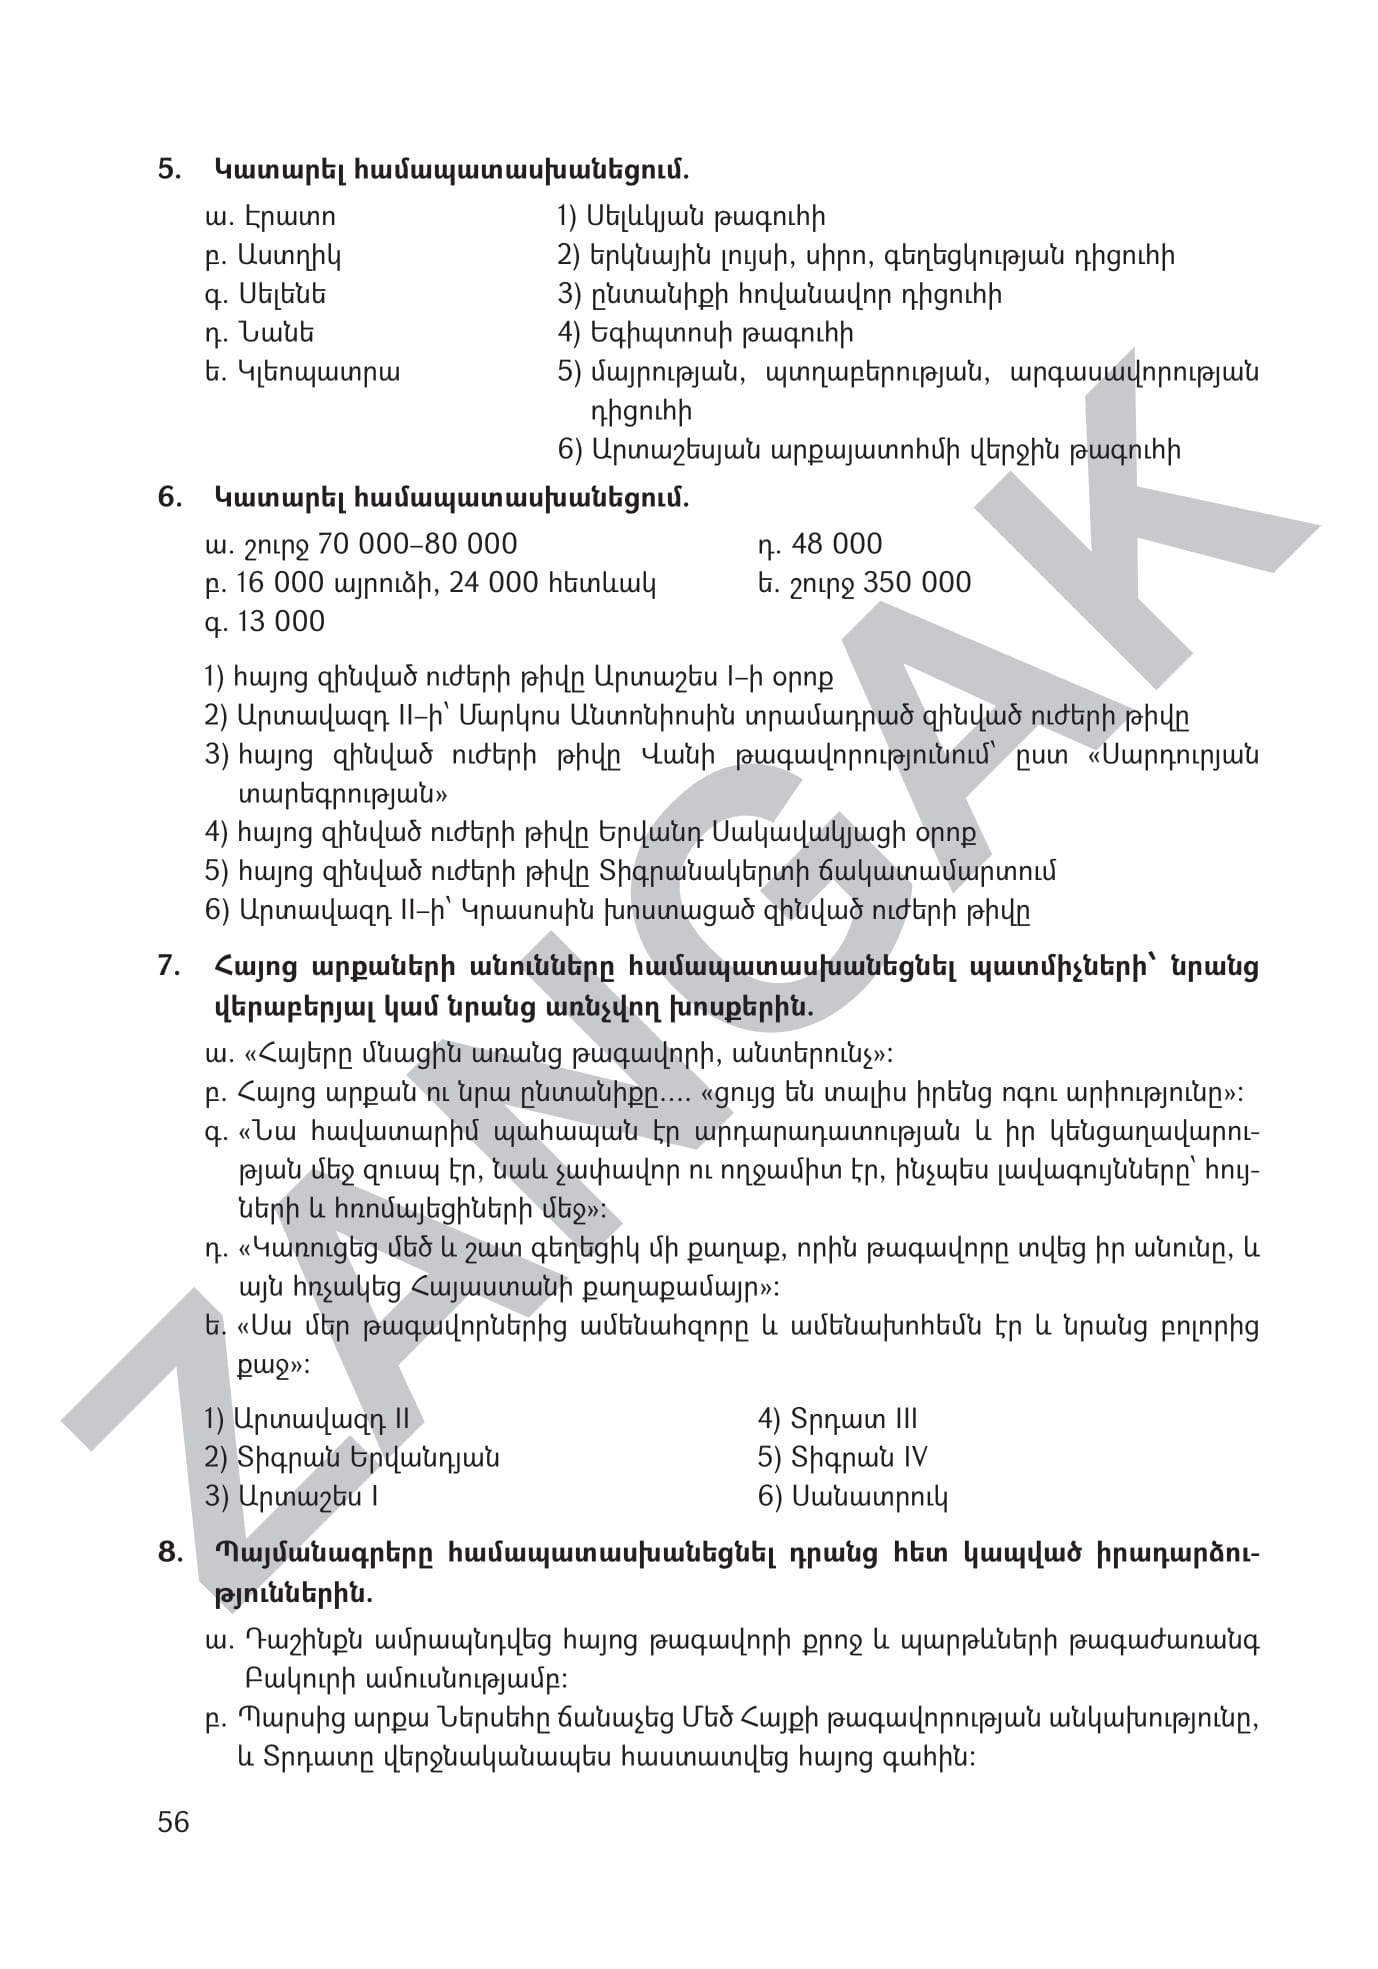 5. Կատարել համապատասխանեցում.
ա. Էրատո 1) Սելևկյան թագուհի
բ. Աստղիկ 2) երկնային լույսի, սիրո, գեղեցկության դիցուհի
գ. Սելենե 3) ընտանիքի հովանավոր դիցուհի
դ. Նանե 4) Եգիպտոսի թագուհի
ե. Կլեոպատրա 5) մայրության, պտղաբերության, արգասավորության
դիցուհի
6) Արտաշեսյան արքայատոհմի վերջին թագուհի
6. Կատարել համապատասխանեցում.
ա. շուրջ 70 000–80 000 դ. 48 000
բ. 16 000 այրուձի, 24 000 հետևակ ե. շուրջ 350 000
գ. 13 000
1) հայոց զինված ուժերի թիվը Արտաշես I–ի օրոք
2) Արտավազդ II–ի՝ Մարկոս Անտոնիոսին տրամադրած զինված ուժերի թիվը
3) հայոց զինված ուժերի թիվը Վանի թագավորությունում՝ ըստ «Սարդուրյան
տարեգրության»
4) հայոց զինված ուժերի թիվը Երվանդ Սակավակյացի օրոք
5) հայոց զինված ուժերի թիվը Տիգրանակերտի ճակատամարտում
6) Արտավազդ II–ի՝ Կրասոսին խոստացած զինված ուժերի թիվը
7. Հայոց արքաների անունները համապատասխանեցնել պատմիչների՝ նրանց
վերաբերյալ կամ նրանց առնչվող խոսքերին.
ա. «Հայերը մնացին առանց թագավորի, անտերունչ»:
բ. Հայոց արքան ու նրա ընտանիքը.... «ցույց են տալիս իրենց ոգու արիությունը»:
գ. «Նա հավատարիմ պահապան էր արդարադատության և իր կենցաղավարու-
թյան մեջ զուսպ էր, նաև չափավոր ու ողջամիտ էր, ինչպես լավագույնները՝ հույ-
ների և հռոմայեցիների մեջ»:
դ. «Կառուցեց մեծ և շատ գեղեցիկ մի քաղաք, որին թագավորը տվեց իր անունը, և
այն հռչակեց Հայաստանի քաղաքամայր»:
ե. «Սա մեր թագավորներից ամենահզորը և ամենախոհեմն էր և նրանց բոլորից
քաջ»:
1) Արտավազդ II 4) Տրդատ III
2) Տիգրան Երվանդյան 5) Տիգրան IV
3) Արտաշես I 6) Սանատրուկ
8. Պայմանագրերը համապատասխանեցնել դրանց հետ կապված իրադարձու-
թյուններին.
ա. Դաշինքն ամրապնդվեց հայոց թագավորի քրոջ և պարթևների թագաժառանգ
Բակուրի ամուսնությամբ:
բ. Պարսից արքա Ներսեհը ճանաչեց Մեծ Հայքի թագավորության անկախությունը,
և Տրդատը վերջնականապես հաստատվեց հայոց գահին:
56
ZANGAK